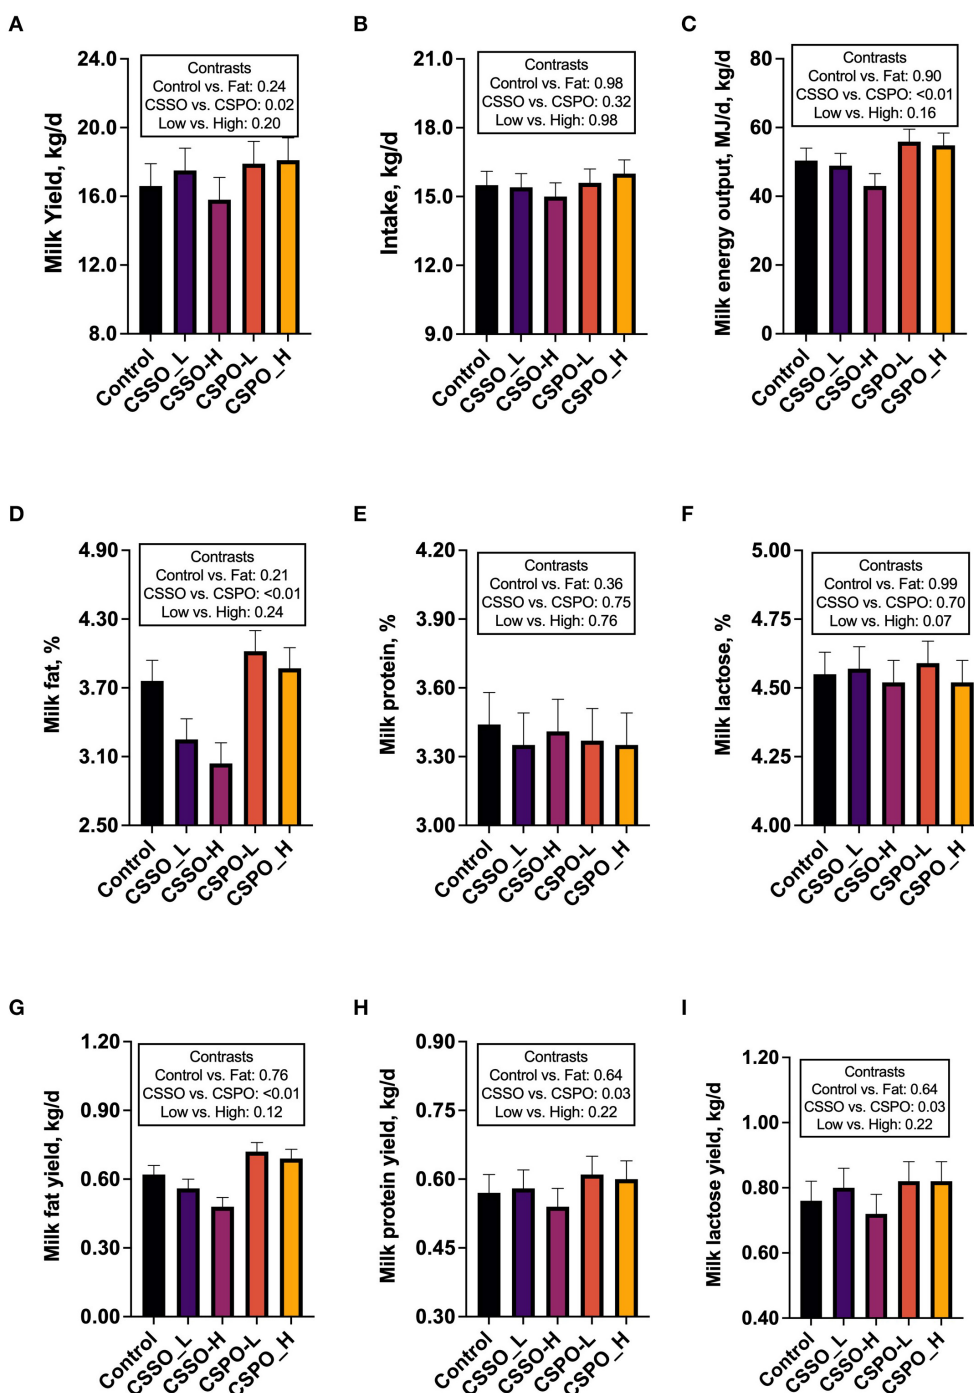 A
Milk Yield, kg/d
24.0
20.0
16.0
12.0
8.0
Contrasts
Control vs. Fat: 0.24
CSSO vs. CSPO: 0.02
Low vs. High: 0.20
Control
CSSO_L
CSSO-H
CSPO-L
CSPO_H
B
Intake, kg/d
21.0
18.0
15.0
12.0
9.0
Contrasts
Control vs. Fat: 0.98
CSSO vs. CSPO: 0.32
Low vs. High: 0.98
Control
CSSO_L
CSSO-H
CSPO-L
CSPO_H
C
Milk energy output, MJ/d, kg/d
80
60
40
20
0
Contrasts
Control vs. Fat: 0.90
CSSO vs. CSPO: <0.01
Low vs. High: 0.16
Control
CSSO_L
CSSO-H
CSPO-L
CSPO_H
D
Milk fat, %
4.90
4.30
3.70
3.10
2.50
Contrasts
Control vs. Fat: 0.21
CSSO vs. CSPO: <0.01
Low vs. High: 0.24
Control
CSSO_L
CSSO-H
CSPO-L
CSPO_H
E
Milk protein, %
4.20
3.90
3.60
3.30
3.00
Contrasts
Control vs. Fat: 0.36
CSSO vs. CSPO: 0.75
Low vs. High: 0.76
Control
CSSO_L
CSSO-H
CSPO-L
CSPO_H
F
Milk lactose, %
5.00
4.75
4.50
4.25
4.00
Contrasts
Control vs. Fat: 0.99
CSSO vs. CSPO: 0.70
Low vs. High: 0.07
Control
CSSO_L
CSSO-H
CSPO-L
CSPO_H
G
Milk fat yield, kg/d
1.20
0.90
0.60
0.30
0.00
Contrasts
Control vs. Fat: 0.76
CSSO vs. CSPO: <0.01
Low vs. High: 0.12
Control
CSSO_L
CSSO-H
CSPO-L
CSPO_H
H
Milk protein yield, kg/d
0.90
0.75
0.60
0.45
0.30
Contrasts
Control vs. Fat: 0.64
CSSO vs. CSPO: 0.03
Low vs. High: 0.22
Control
CSSO_L
CSSO-H
CSPO-L
CSPO_H
I
Milk lactose yield, kg/d
1.20
1.00
0.80
0.60
0.40
Contrasts
Control vs. Fat: 0.64
CSSO vs. CSPO: 0.03
Low vs. High: 0.22
Control
CSSO_L
CSSO-H
CSPO-L
CSPO_H